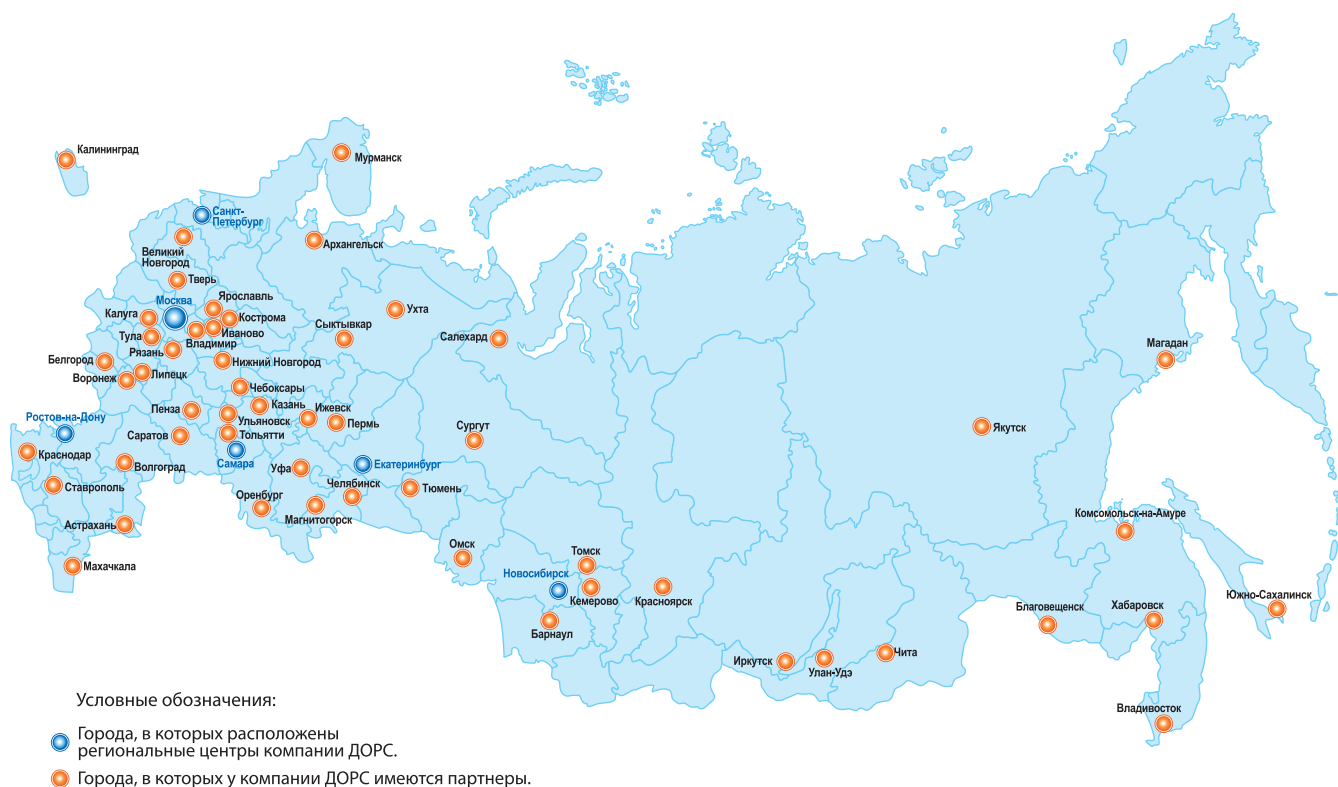 Калининград
Мурманск
Санкт-
Петербург
Великий
Новгород
Архангельск
Тверь
Москва
Ярославль
Калуга
Кострома
Ухта
Сыктывкар
Тула
Иваново
Владимир
Салехард
Рязань
Магадан
Белгород
Нижний Новгород
Воронеж
Липецк
Чебоксары
Пенза
Казань
Ижевск
Ростов-на-Дону
Ульяновск
Пермь
Сургут
Якутск
Саратов
Тольятти
Краснодар
Самара
Волгоград
Уфа
Екатеринбург
Ставрополь
Оренбург
Челябинск
Тюмень
Магнитогорск
Астрахань
Комсомольск-на-Амуре
Омск
Томск
Махачкала
Новосибирск
Кемерово
Красноярск
Южно-Сахалинск
Благовещенск
Хабаровск
Барнаул
Иркутск
Улан-Удэ
Чита
Владивосток
Условные обозначения:
Города, в которых расположены
региональные центры компании ДОРС.
Города, в которых у компании ДОРС имеются партнеры.